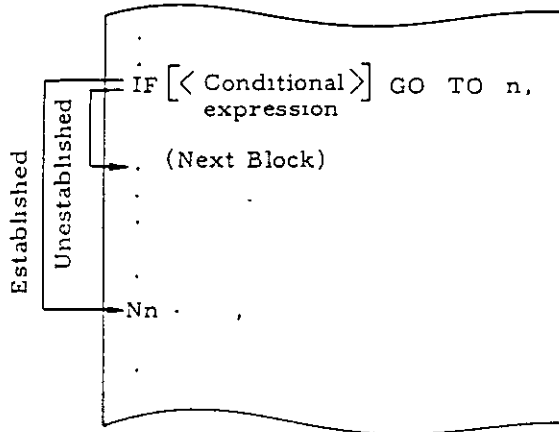 IF [< Conditional >] GO TO n,
expression
(Next Block)
Nn
Established
Unestablished